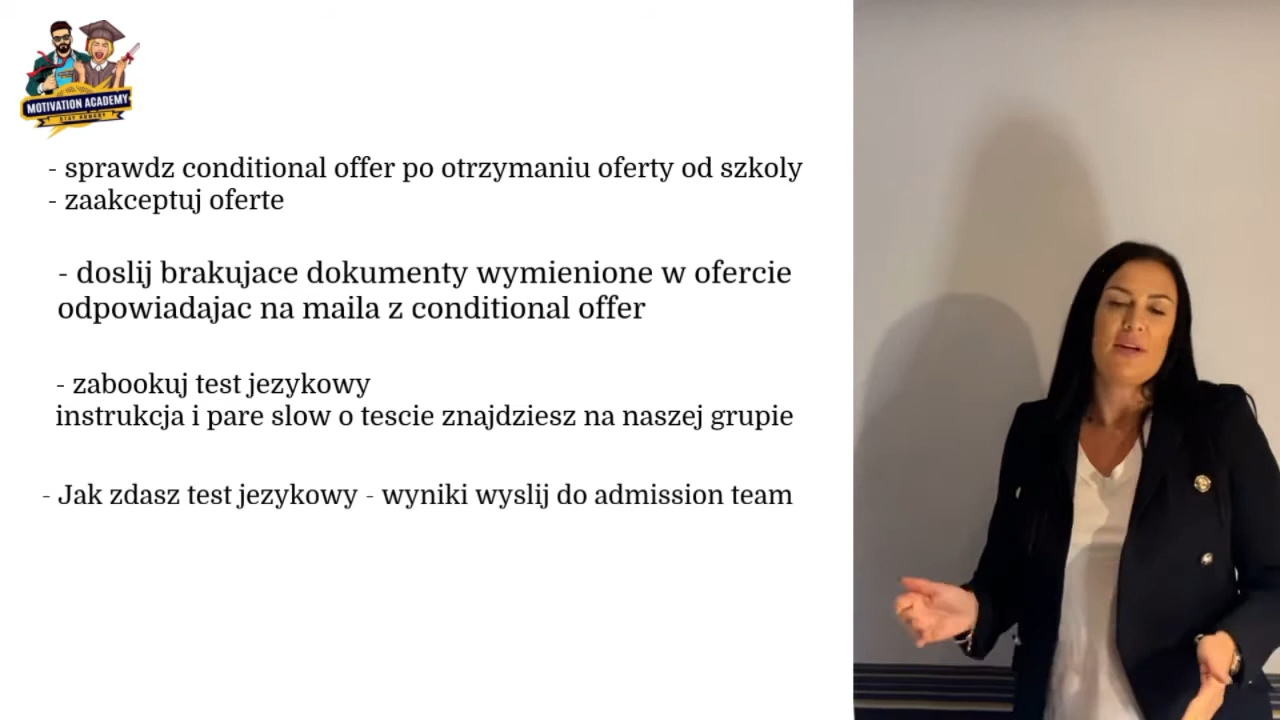 MOTIVATION ACADEMY
STAY HUNGRY
- sprawdz conditional offer po otrzymaniu oferty od szkoly
- zaakceptuj oferte
- doslij brakujace dokumenty wymienione w ofercie
odpowiadajac na maila z conditional offer
- zabookuj test jezykowy
instrukcja i pare slow o tescie znajdziesz na naszej grupie
- Jak zdasz test jezykowy - wyniki wyslij do admission team